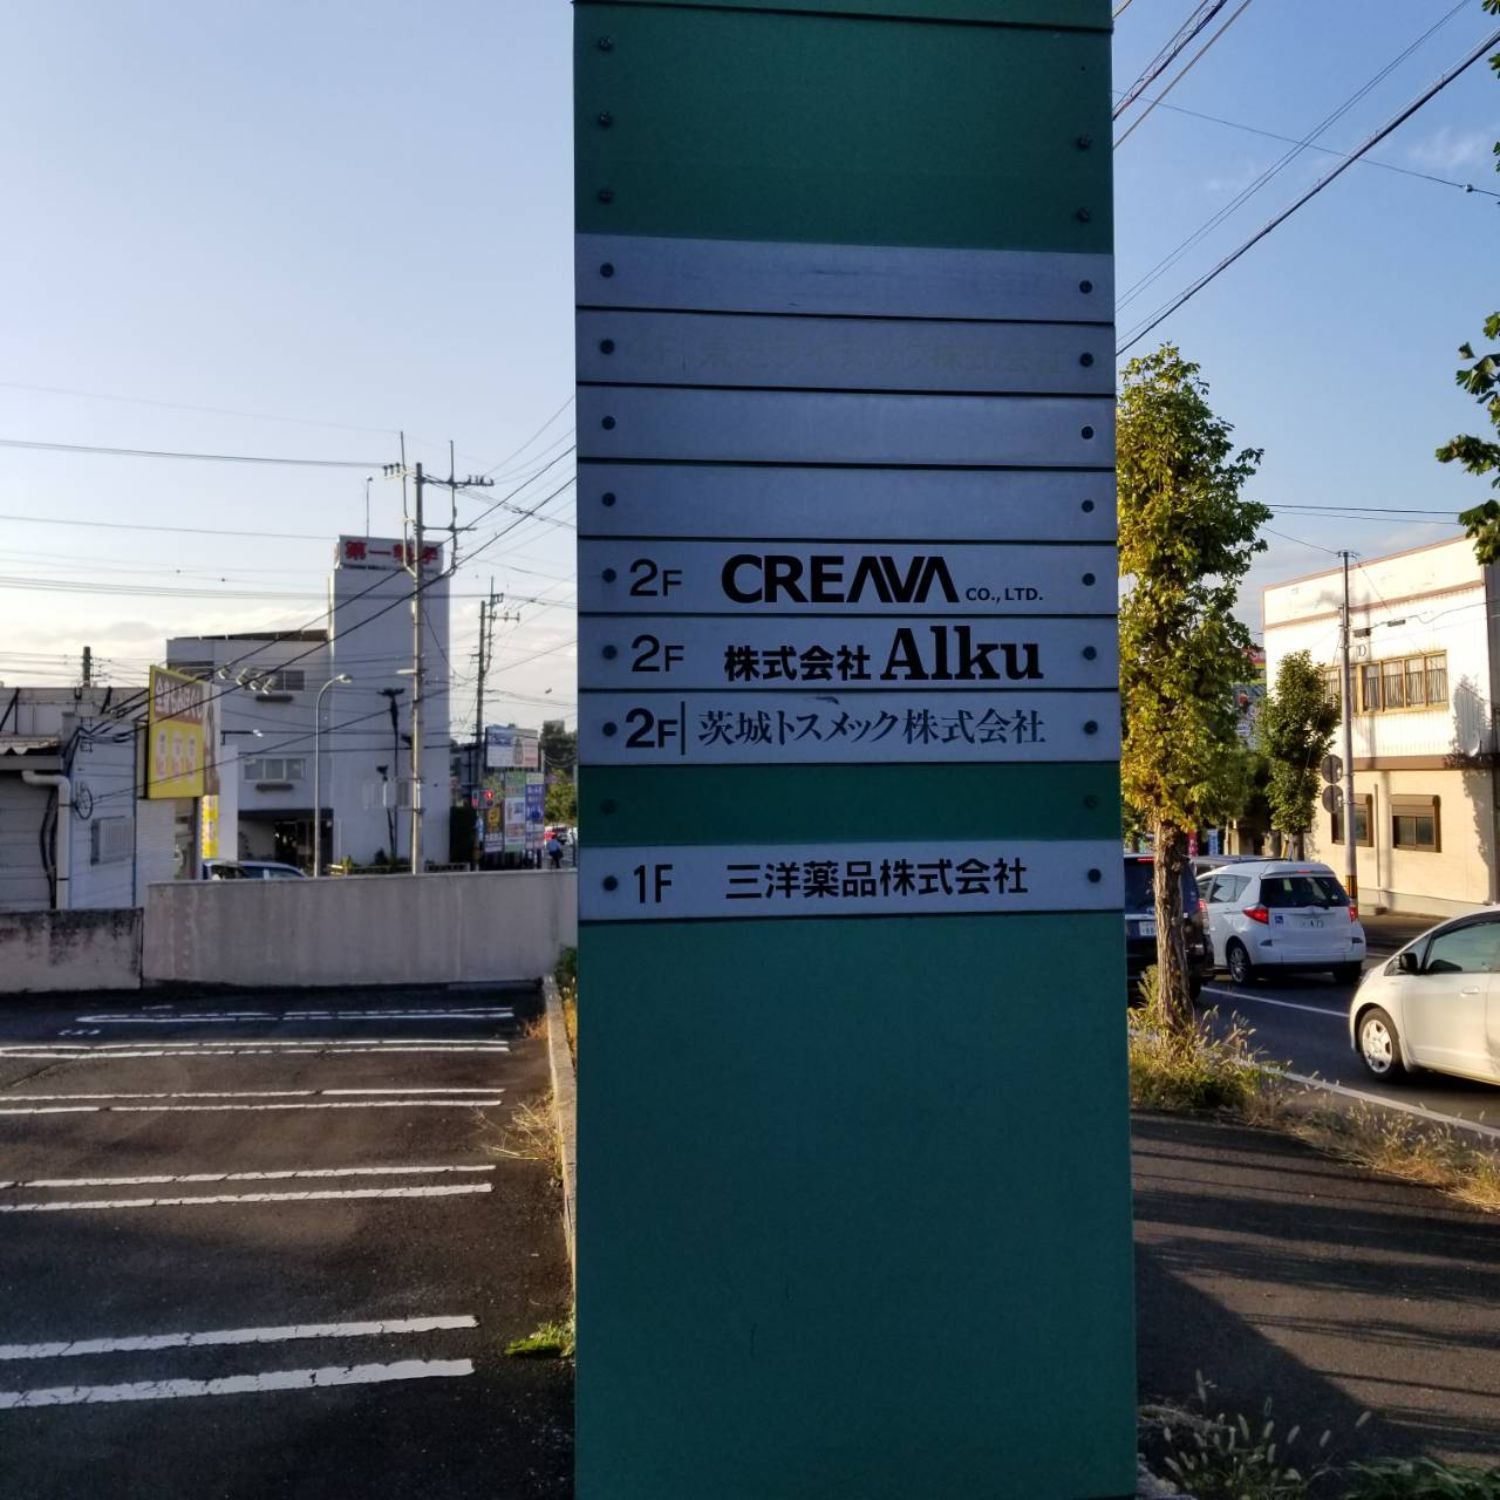 2F CREAVA CO., LTD.
2F 株式会社 Alku
2F 茨城トスメック株式会社
1F 三洋薬品株式会社